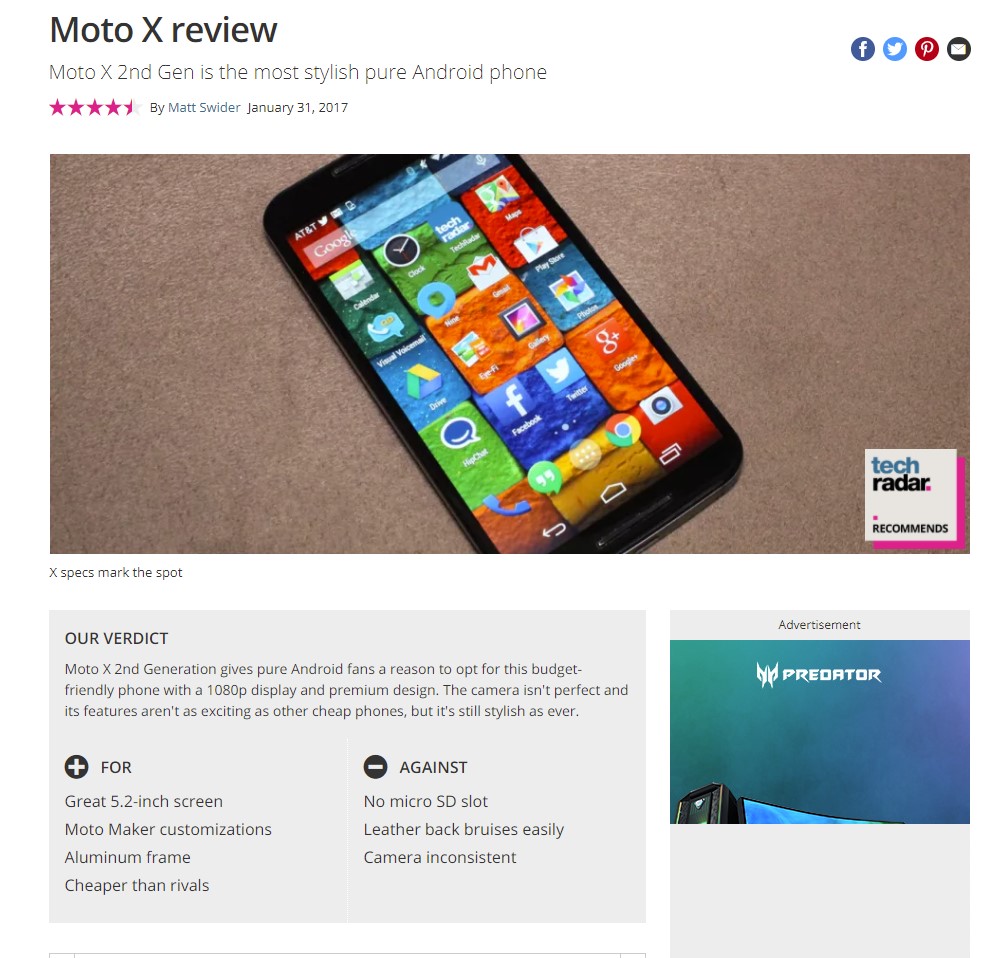 Moto X review
Moto X 2nd Gen is the most stylish pure Android phone
By Matt Swider January 31, 2017
AT&T
Google
Maps
tech
radar
TechRadar
Clock
Play Store
Calendar
Gmail
Nine
Photos
Visual Voicemail
Gallery
Eye-Fi
g+
Google+
Drive
Twitter
Facebook
HipChat
tech
radar.
RECOMMENDS
X specs mark the spot
OUR VERDICT
Moto X 2nd Generation gives pure Android fans a reason to opt for this budget-
friendly phone with a 1080p display and premium design. The camera isn't perfect and
its features aren't as exciting as other cheap phones, but it's still stylish as ever.
FOR
Great 5.2-inch screen
Moto Maker customizations
Aluminum frame
Cheaper than rivals
AGAINST
No micro SD slot
Leather back bruises easily
Camera inconsistent
Advertisement
PREDATOR